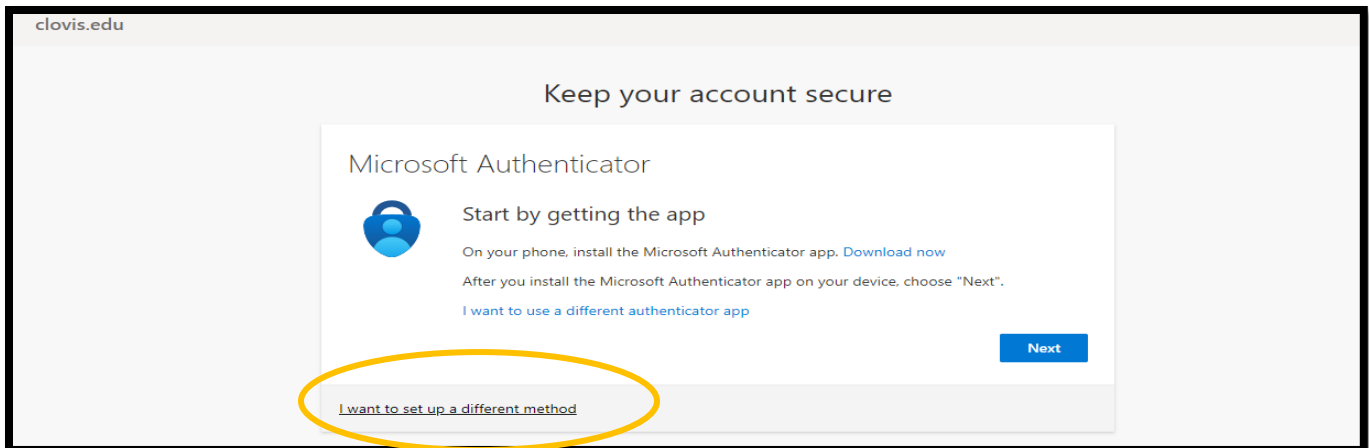 clovis.edu
Keep your account secure
Microsoft Authenticator
Start by getting the app
On your phone, install the Microsoft Authenticator app. Download now
After you install the Microsoft Authenticator app on your device, choose "Next".
I want to use a different authenticator app
Next
I want to set up a different method